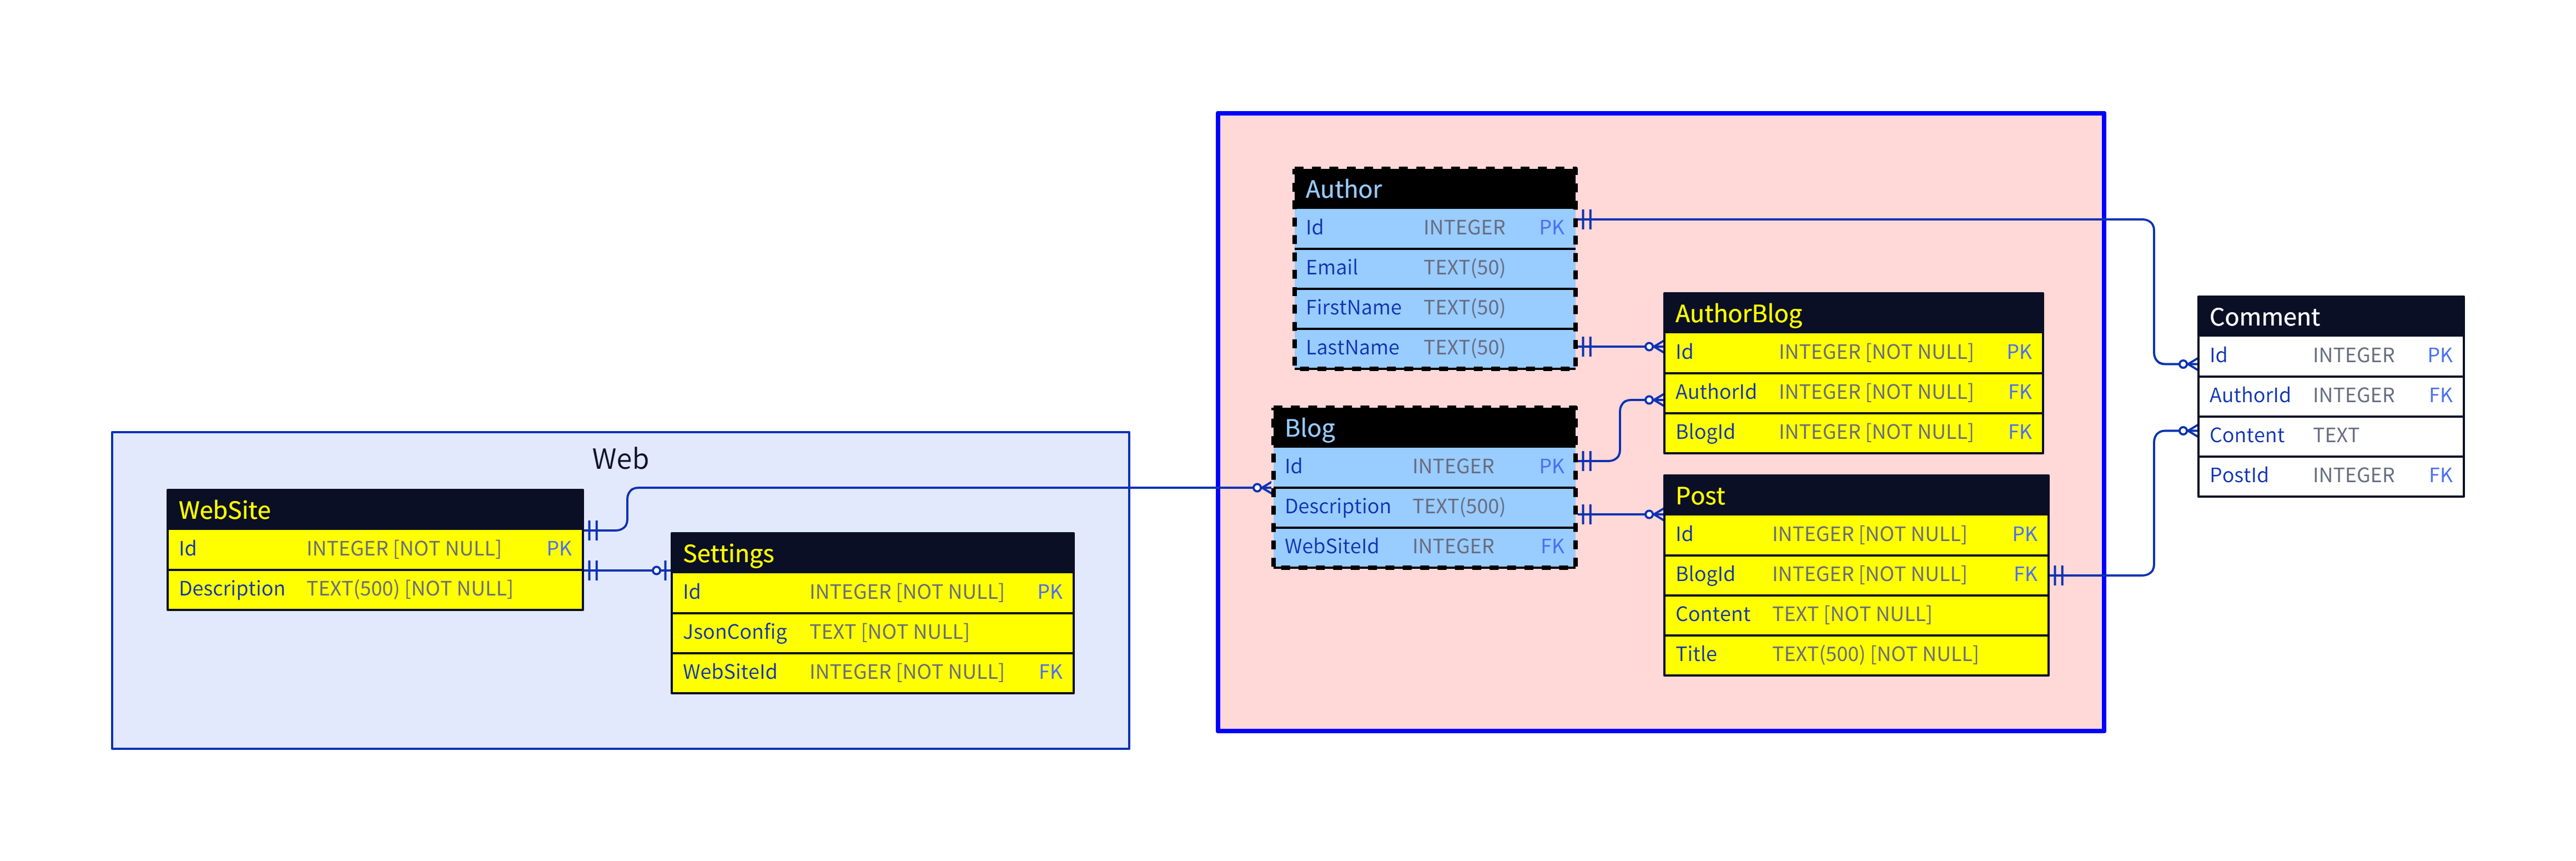 Web
WebSite
Id INTEGER [NOT NULL] PK
Description TEXT(500) [NOT NULL]
Settings
Id INTEGER [NOT NULL] PK
JsonConfig TEXT [NOT NULL]
WebSiteId INTEGER [NOT NULL] FK
Author
Id INTEGER PK
Email TEXT(50)
FirstName TEXT(50)
LastName TEXT(50)
Blog
Id INTEGER PK
Description TEXT(500)
WebSiteId INTEGER FK
AuthorBlog
Id INTEGER [NOT NULL] PK
AuthorId INTEGER [NOT NULL] FK
BlogId INTEGER [NOT NULL] FK
Post
Id INTEGER [NOT NULL] PK
BlogId INTEGER [NOT NULL] FK
Content TEXT [NOT NULL]
Title TEXT(500) [NOT NULL]
Comment
Id INTEGER PK
AuthorId INTEGER FK
Content TEXT
PostId INTEGER FK